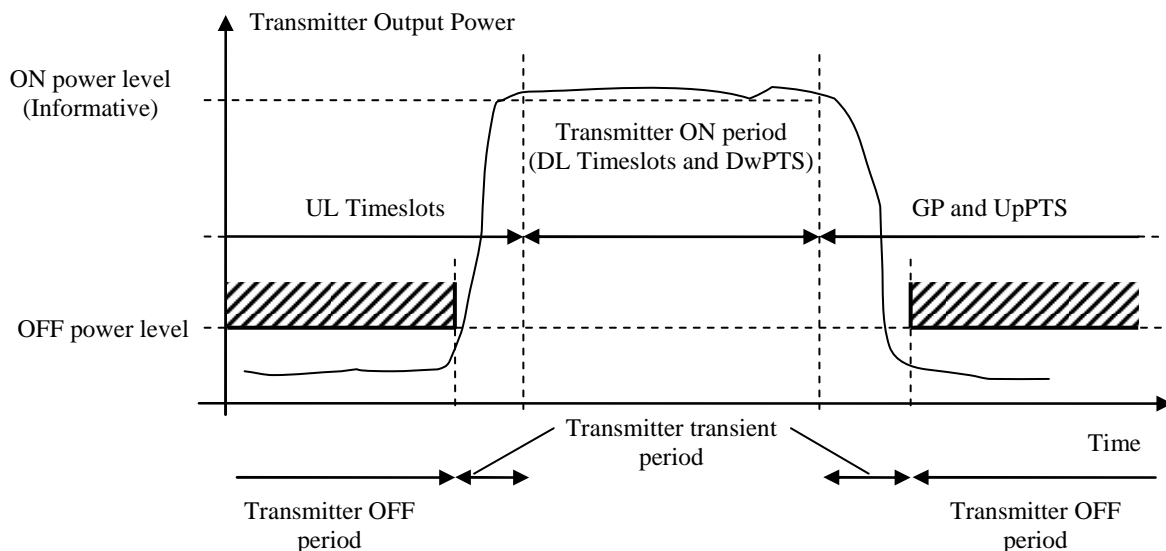 Transmitter Output Power
ON power level
(Informative)
Transmitter ON period
(DL Timeslots and DwPTS)
UL Timeslots
GP and UpPTS
OFF power level
Transmitter transient
period
Time
Transmitter OFF
period
Transmitter OFF
period